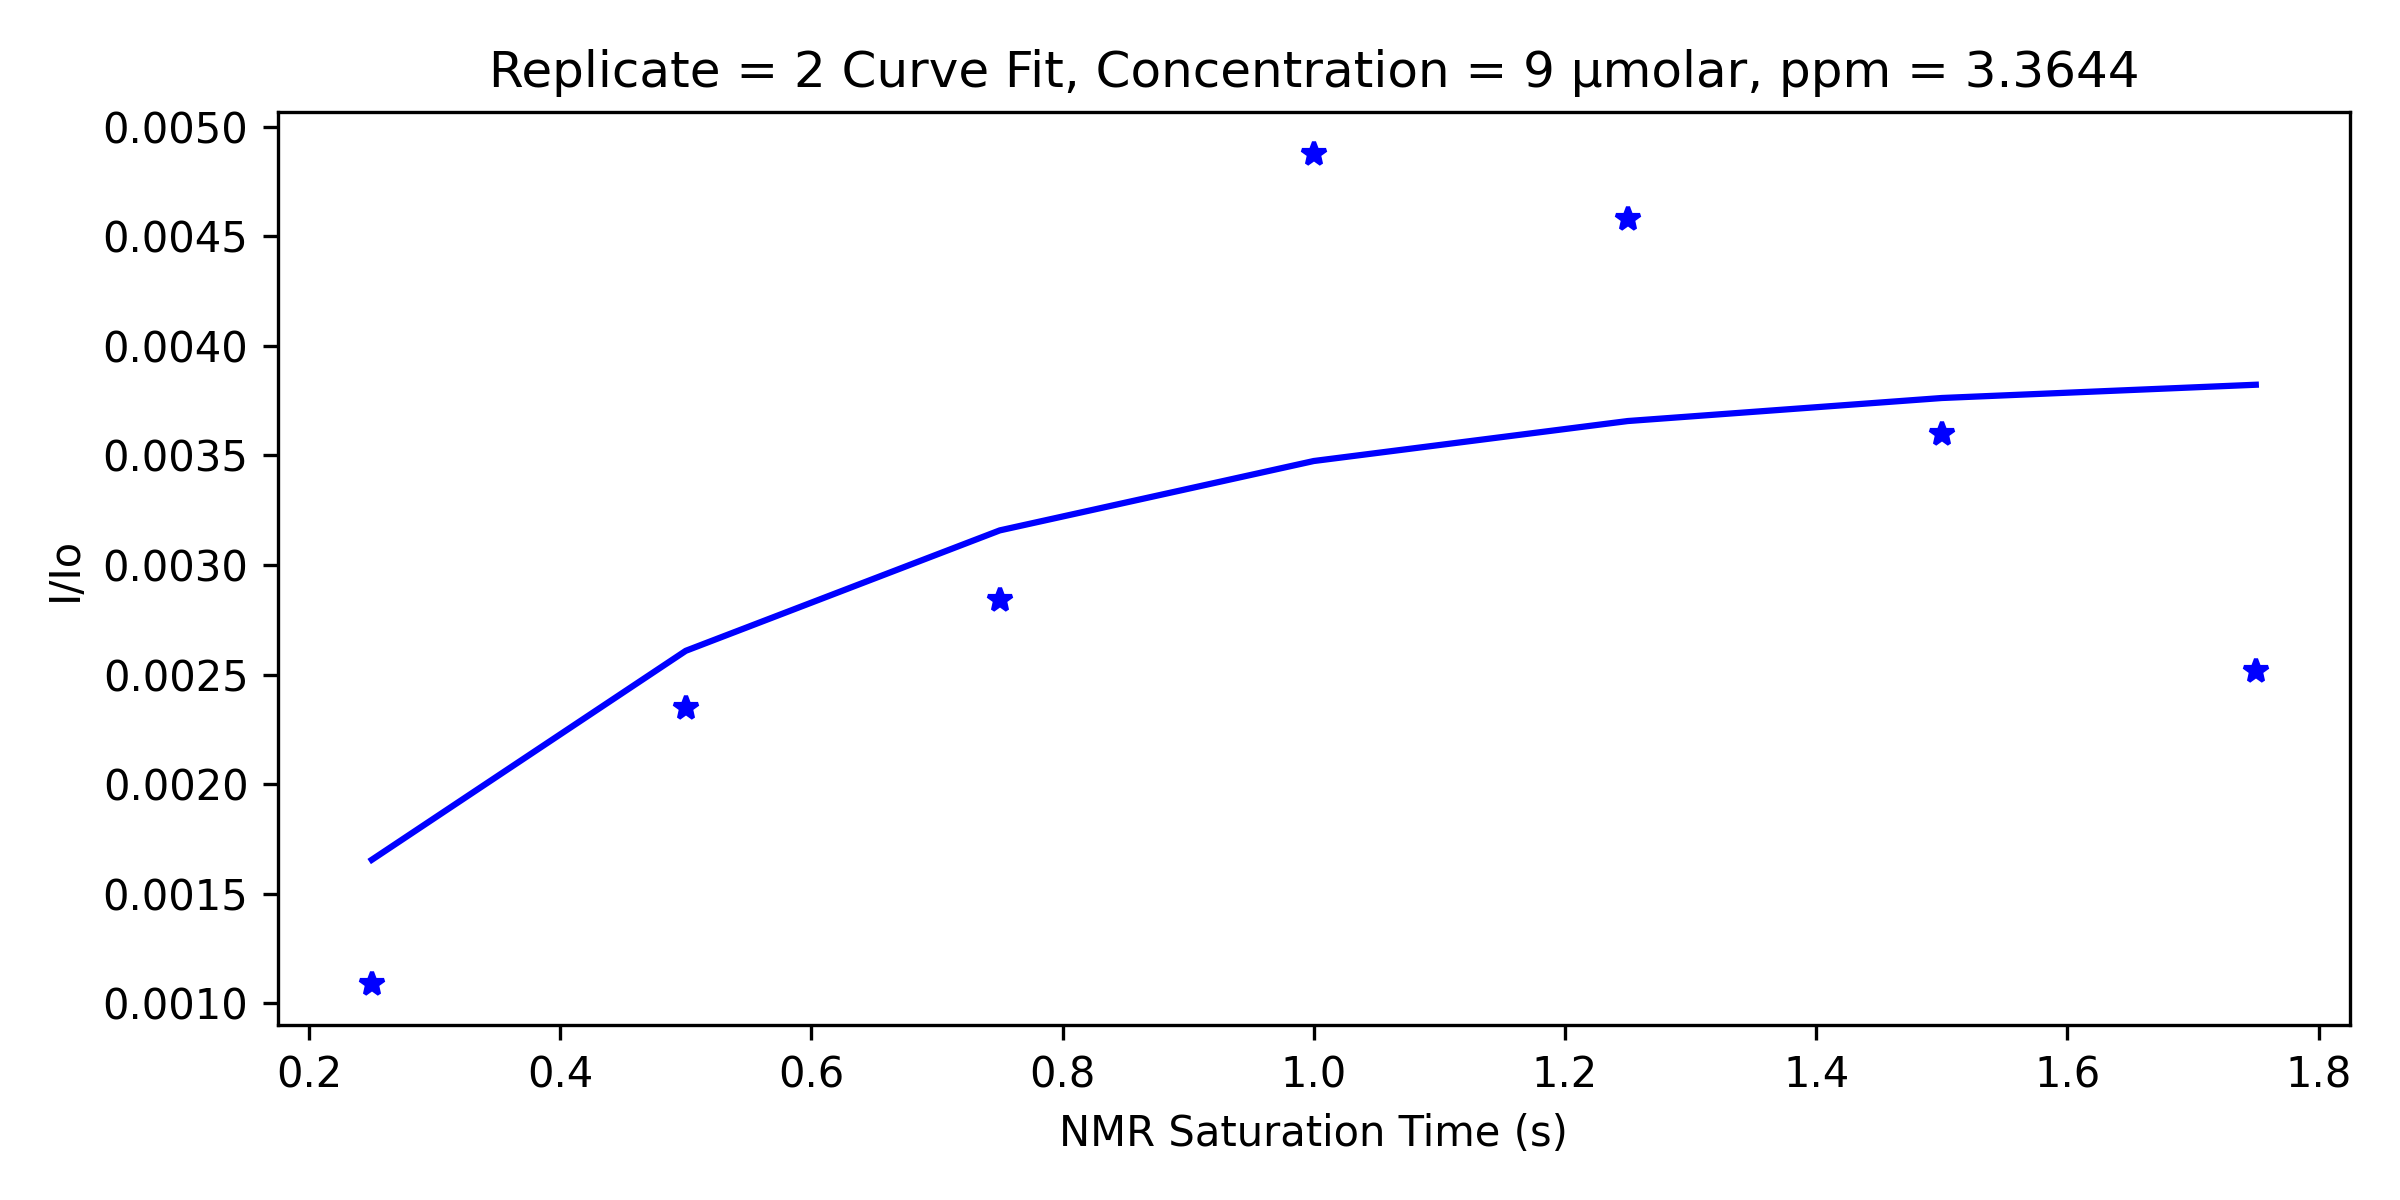 Replicate = 2 Curve Fit, Concentration = 9 μmolar, ppm = 3.3644
0.0050
0.0045
0.0040
0.0035
0.0030
0.0025
0.0020
0.0015
0.0010
I/Io
0.2 0.4 0.6 0.8 1.0 1.2 1.4 1.6 1.8
NMR Saturation Time (s)